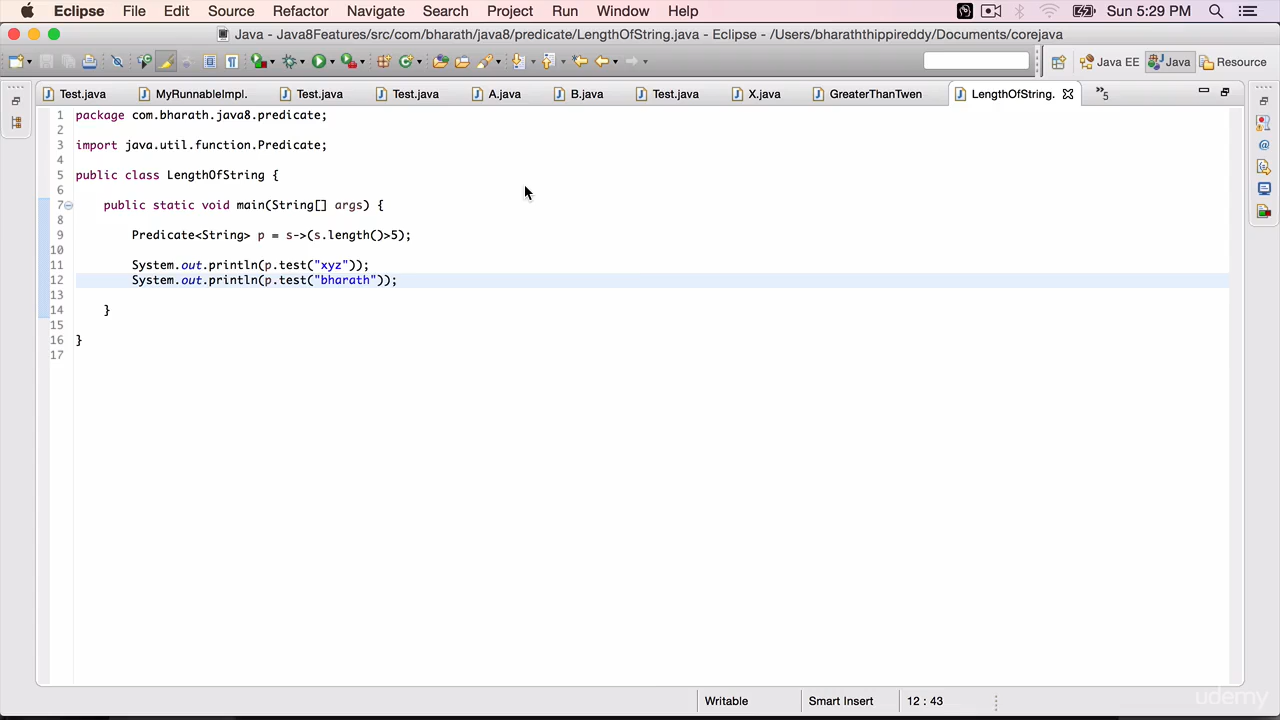 Eclipse File Edit Source Refactor Navigate Search Project Run Window Help Sun 5:29 PM
Java - Java8Features/src/com/bharath/java8/predicate/LengthOfString.java - Eclipse - /Users/bharaththippireddy/Documents/corejava
Java EE Java Resource
Test.java MyRunnableImpl. Test.java Test.java A.java B.java Test.java X.java GreaterThanTwen LengthOfString. »5
1 package com.bharath.java8.predicate;
2
3 import java.util.function.Predicate;
4
5 public class LengthOfString {
6
7 public static void main(String[] args) {
8
9 Predicate<String> p = s->(s.length()>5);
10
11 System.out.println(p.test("xyz"));
12 System.out.println(p.test("bharath"));
13
14 }
15
16 }
17
Writable Smart Insert 12 : 43
udemy